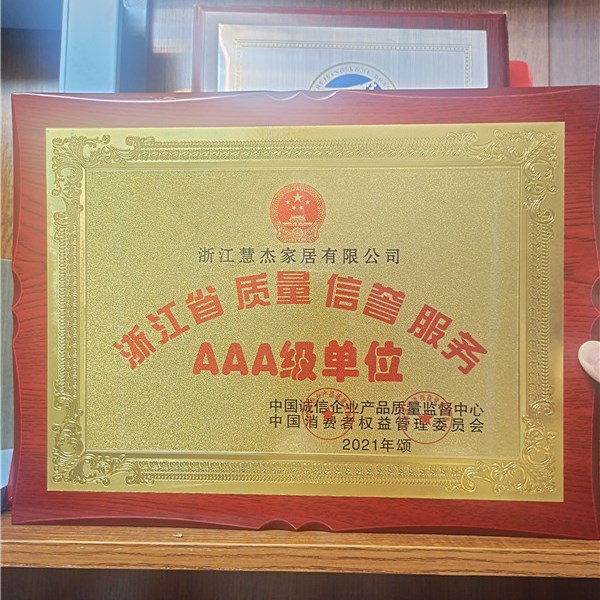 浙江慧杰家居有限公司
浙江省 质量 信誉 服务
AAA级单位
中国诚信企业产品质量监督中心
中国消费者权益管理委员会
2021年颂